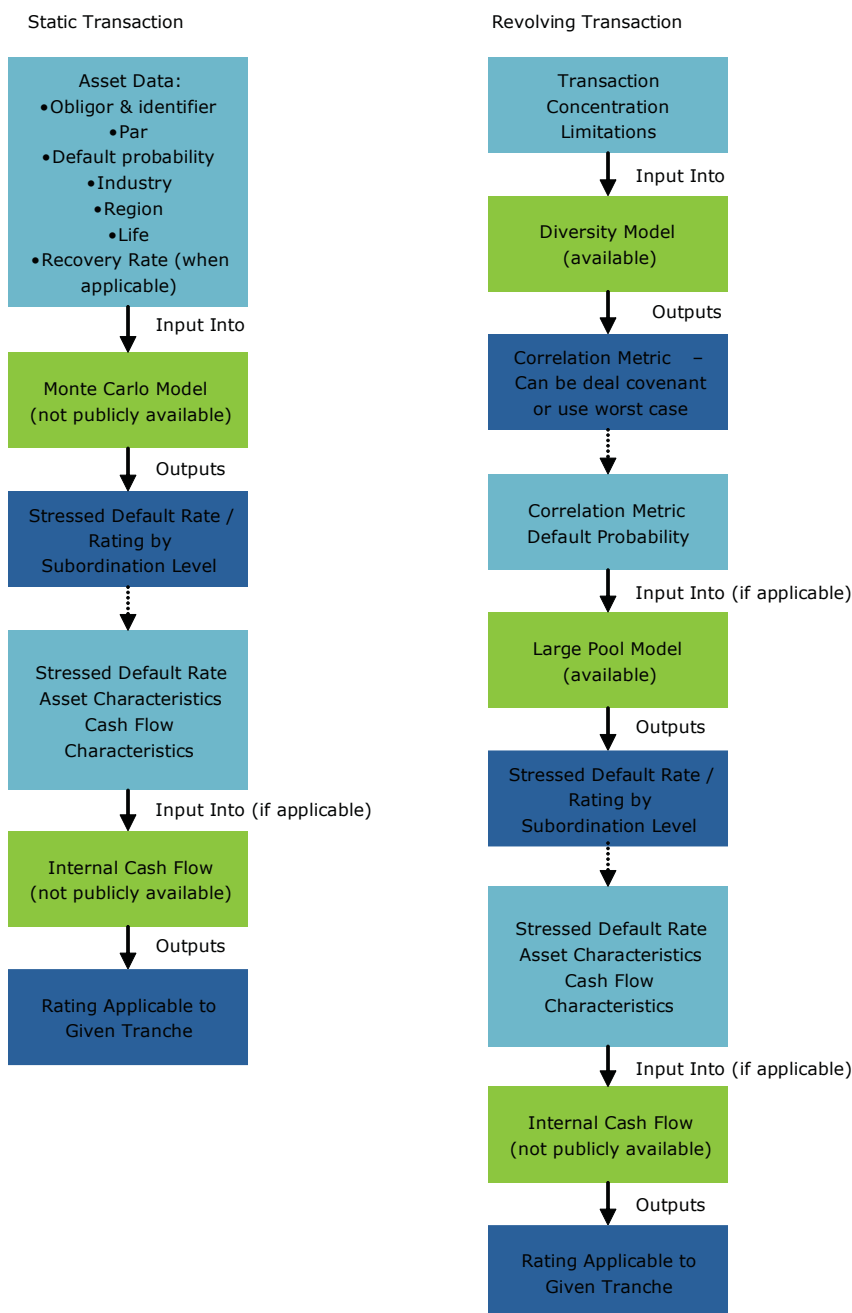 Static Transaction
Asset Data:
•Obligor & identifier
•Par
•Default probability
•Industry
•Region
•Life
•Recovery Rate (when
applicable)
Input Into
Monte Carlo Model
(not publicly available)
Outputs
Stressed Default Rate /
Rating by
Subordination Level
Stressed Default Rate
Asset Characteristics
Cash Flow
Characteristics
Input Into (if applicable)
Internal Cash Flow
(not publicly available)
Outputs
Rating Applicable to
Given Tranche
Revolving Transaction
Transaction
Concentration
Limitations
Input Into
Diversity Model
(available)
Outputs
Correlation Metric –
Can be deal covenant
or use worst case
Correlation Metric
Default Probability
Input Into (if applicable)
Large Pool Model
(available)
Outputs
Stressed Default Rate /
Rating by
Subordination Level
Stressed Default Rate
Asset Characteristics
Cash Flow
Characteristics
Input Into (if applicable)
Internal Cash Flow
(not publicly available)
Outputs
Rating Applicable to
Given Tranche